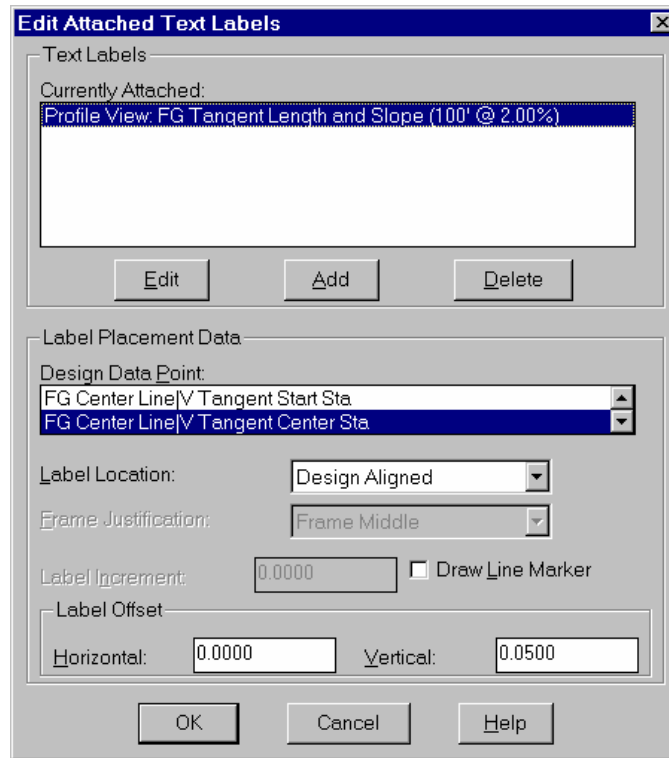 Edit Attached Text Labels
Text Labels
Currently Attached:
Profile View: FG Tangent Length and Slope (100' @ 2.00%)
Edit Add Delete
Label Placement Data
Design Data Point:
FG Center Line|V Tangent Start Sta
FG Center Line|V Tangent Center Sta
Label Location: Design Aligned
Frame Justification: Frame Middle
Label Increment: 0.0000 Draw Line Marker
Label Offset
Horizontal: 0.0000 Vertical: 0.0500
OK Cancel Help